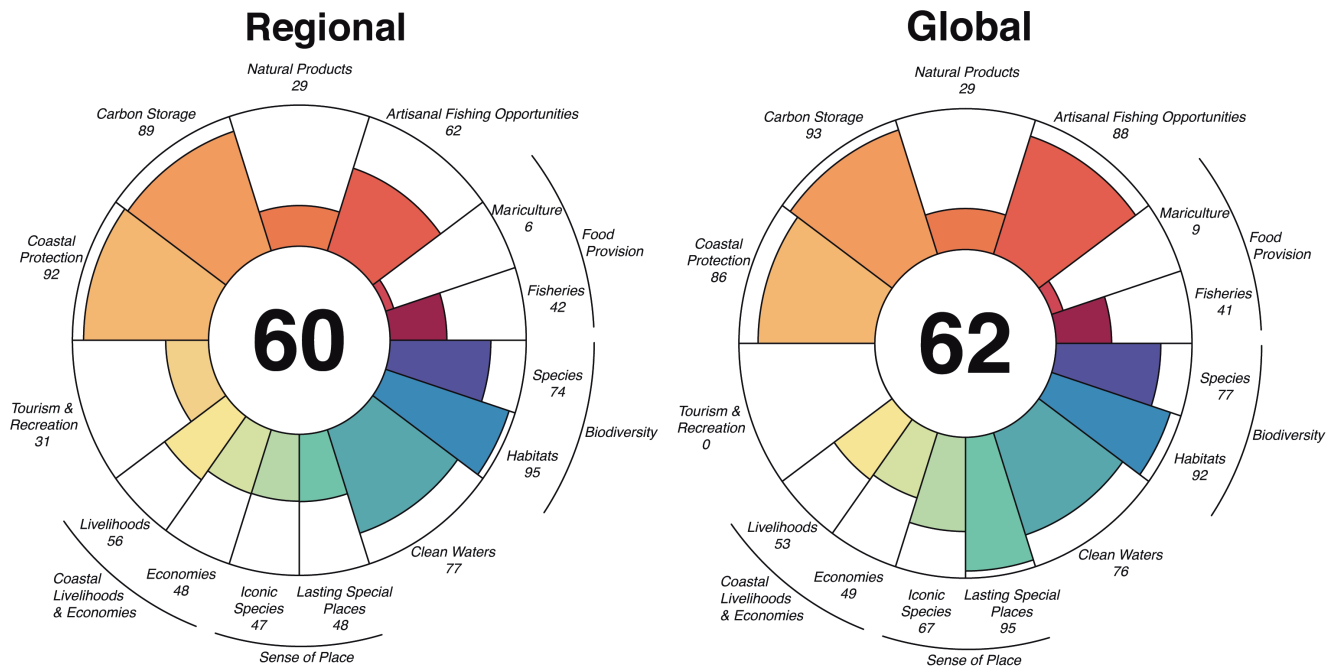 Regional
Natural Products
29
Carbon Storage
89
Artisanal Fishing Opportunities
62
Mariculture
6
Food
Provision
Coastal
Protection
92
Fisheries
42
60
Species
74
Tourism &
Recreation
31
Biodiversity
Habitats
95
Livelihoods
56
Clean Waters
77
Coastal
Livelihoods
& Economies
Economies
48
Iconic
Species
47
Lasting Special
Places
48
Sense of Place
Global
Natural Products
29
Carbon Storage
93
Artisanal Fishing Opportunities
88
Mariculture
9
Food
Provision
Coastal
Protection
86
Fisheries
41
62
Species
77
Tourism &
Recreation
0
Biodiversity
Habitats
92
Livelihoods
53
Clean Waters
76
Coastal
Livelihoods
& Economies
Economies
49
Iconic
Species
67
Lasting Special
Places
95
Sense of Place